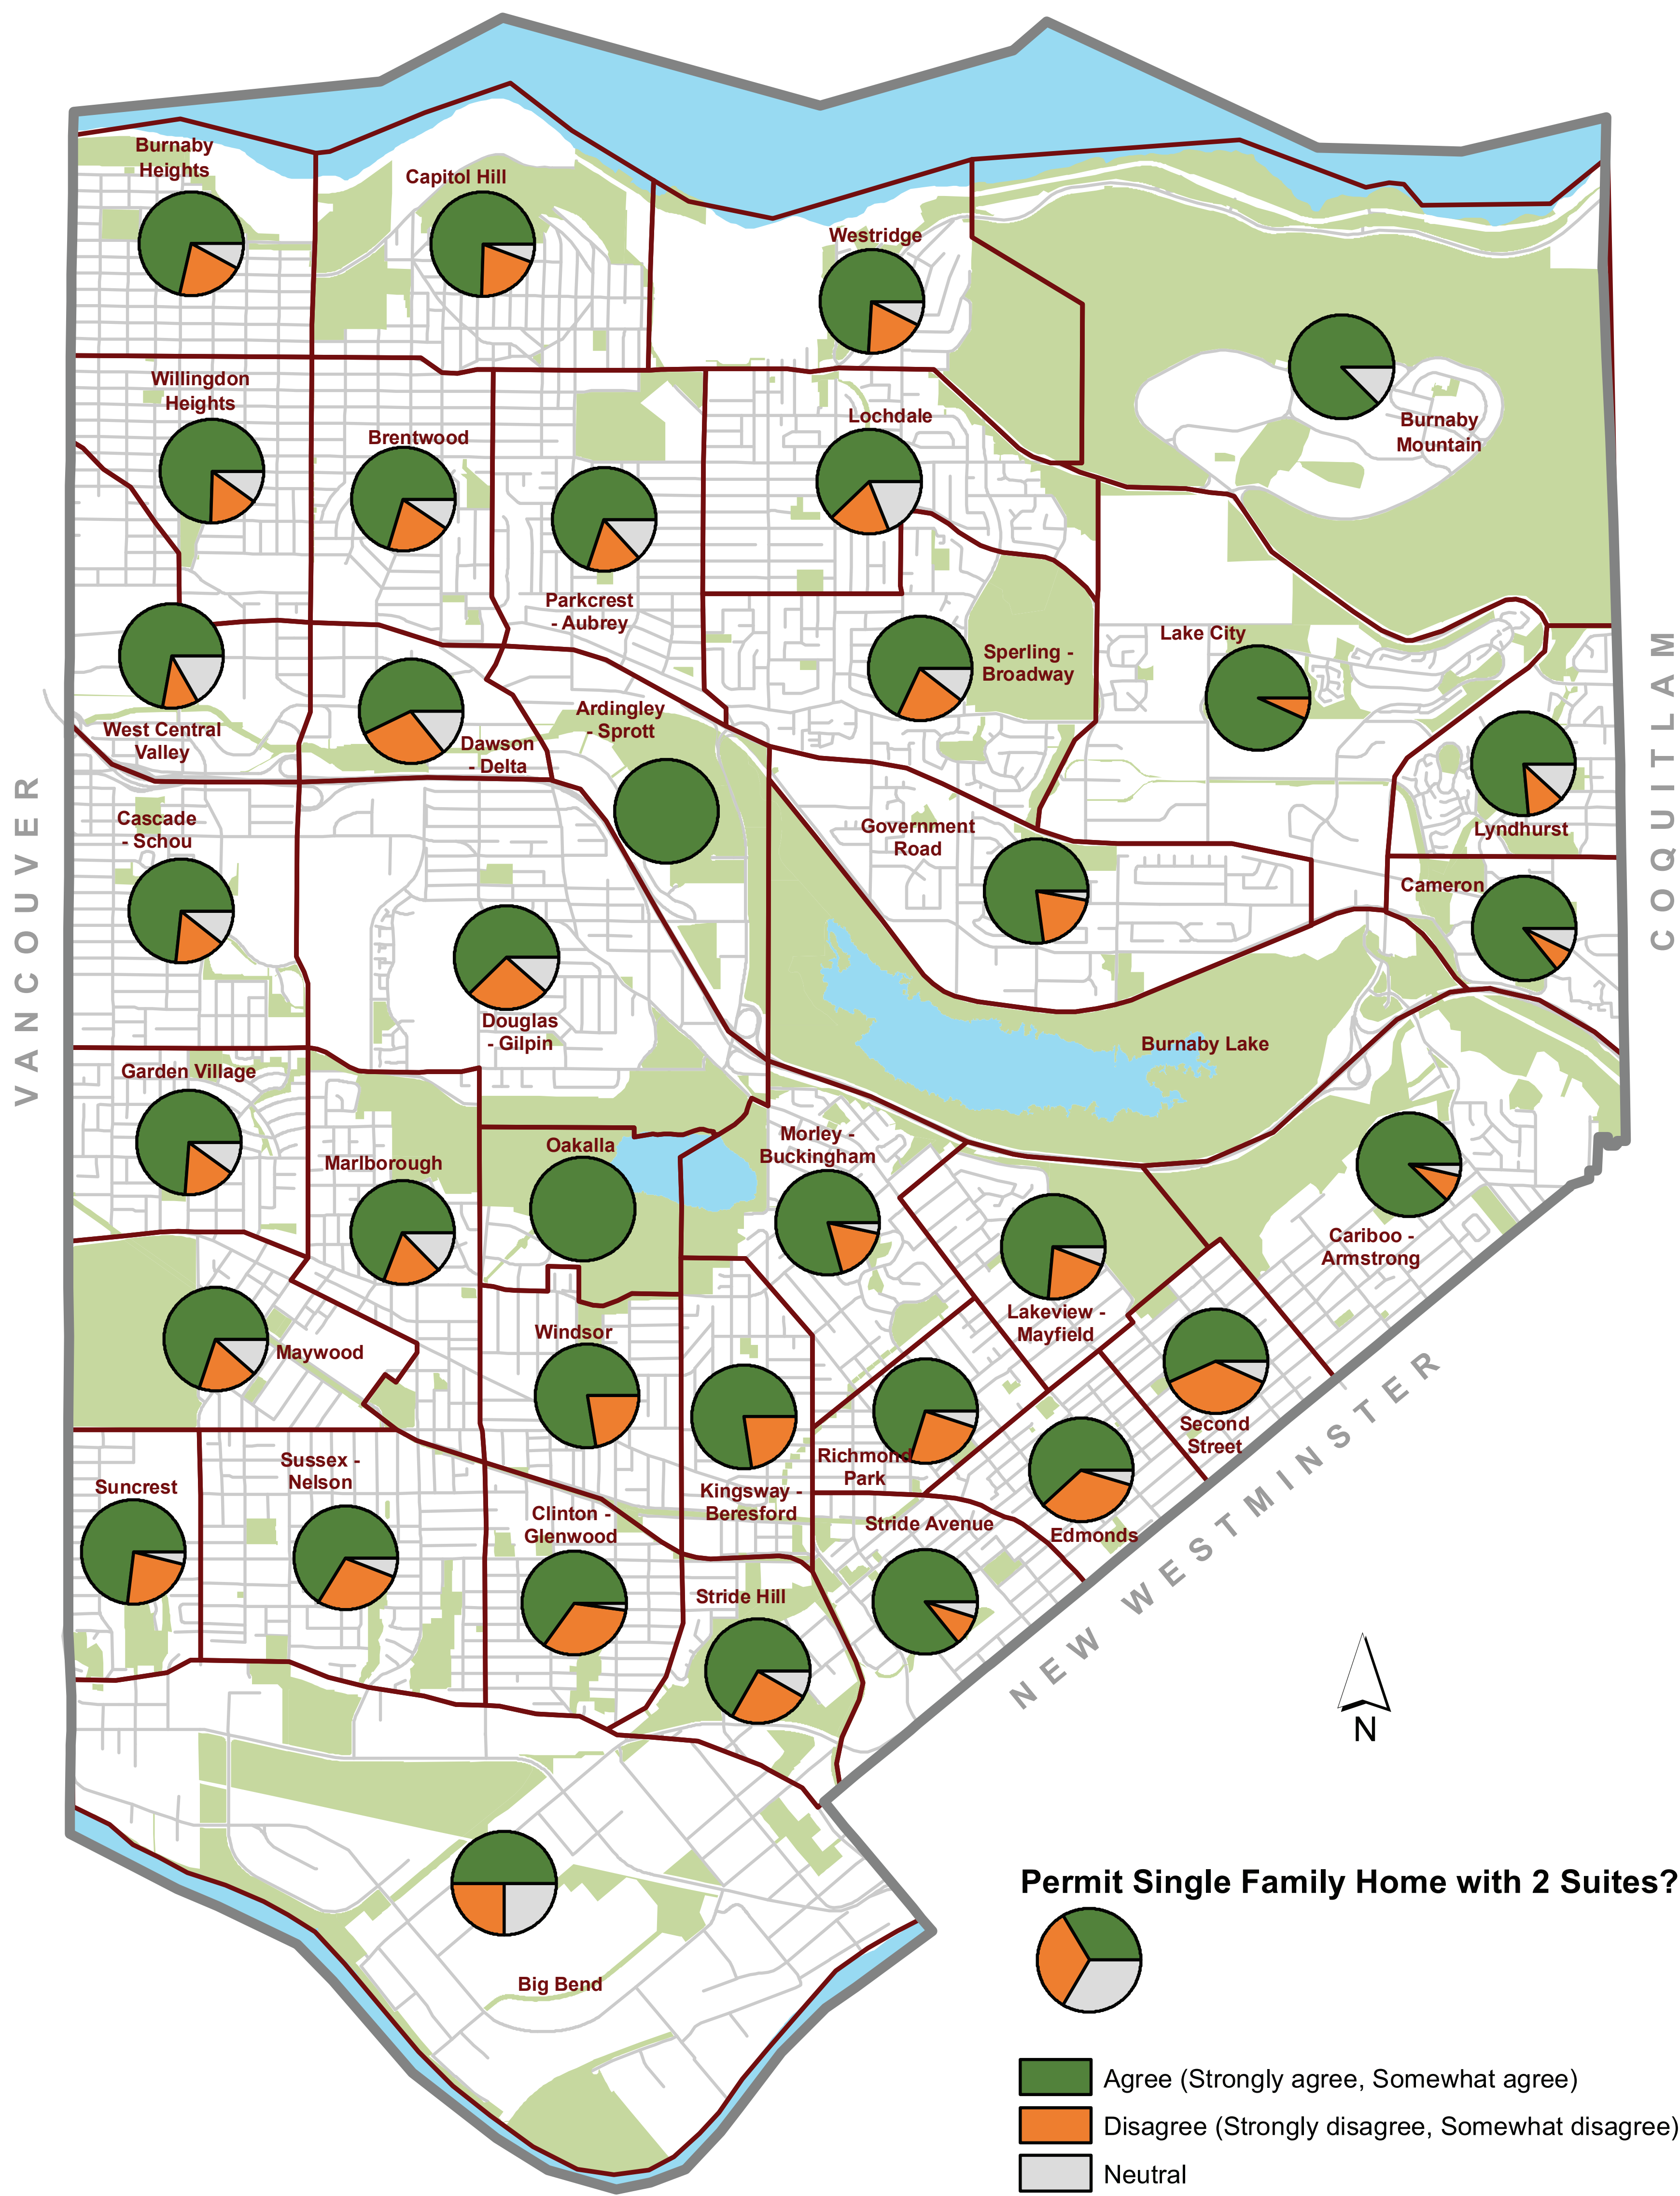 Burnaby
Heights
Capitol Hill
Westridge
Burnaby
Mountain
Willingdon
Heights
Brentwood
Lochdale
Parkcrest
- Aubrey
Sperling -
Broadway
Lake City
West Central
Valley
Dawson
- Delta
Ardingley
- Sprott
Lyndhurst
Cascade
- Schou
Government
Road
Cameron
VANCOUVER
COQUITLAM
Douglas
- Gilpin
Burnaby Lake
Garden Village
Marlborough
Oakalla
Morley -
Buckingham
Cariboo -
Armstrong
Lakeview -
Mayfield
Maywood
Windsor
Second
Street
Richmond
Park
Kingsway -
Beresford
Suncrest
Sussex -
Nelson
Clinton -
Glenwood
Stride Avenue
Edmonds
Stride Hill
NEW WESTMINSTER
N
Big Bend
Permit Single Family Home with 2 Suites?
Agree (Strongly agree, Somewhat agree)
Disagree (Strongly disagree, Somewhat disagree)
Neutral